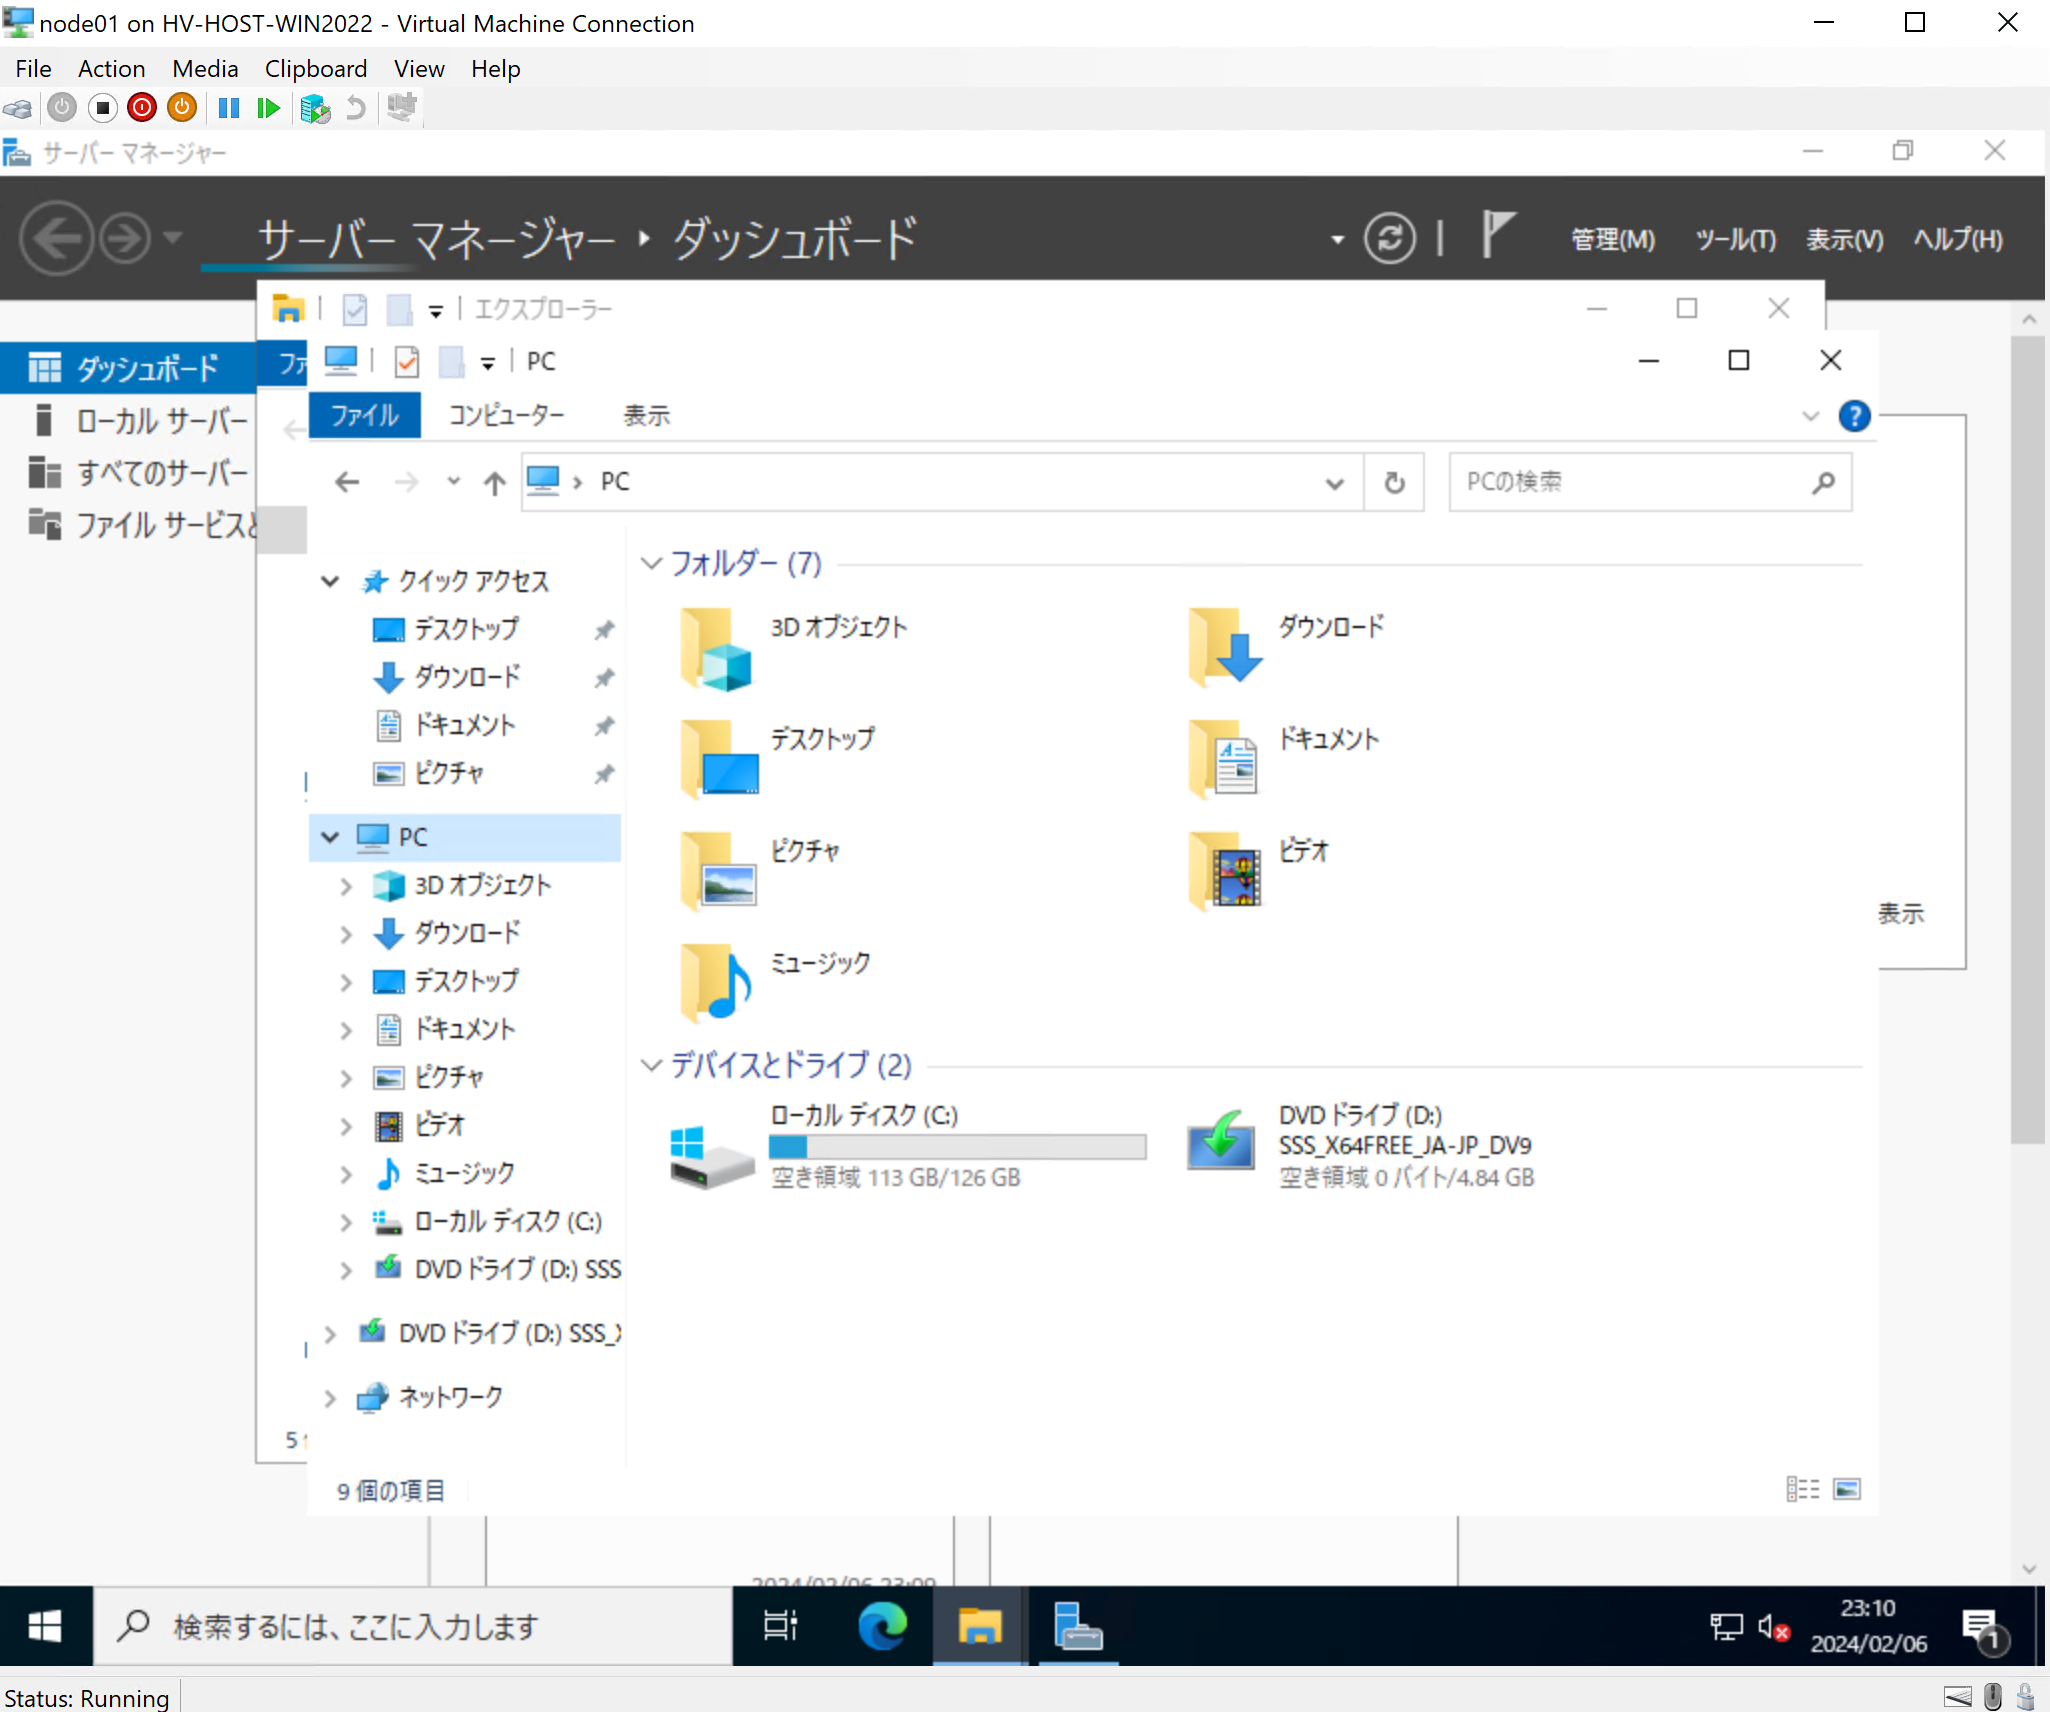 node01 on HV-HOST-WIN2022 - Virtual Machine Connection
File Action Media Clipboard View Help
サーバー マネージャー
サーバー マネージャー ダッシュボード
管理(M) ツール(T) 表示(V) ヘルプ(H)
エクスプローラー
ダッシュボード
ローカル サーバー
すべてのサーバー
ファイル サービスと
PC
ファイル コンピューター 表示
PC
PCの検索
クイック アクセス
デスクトップ
ダウンロード
ドキュメント
ピクチャ
PC
3D オブジェクト
ダウンロード
デスクトップ
ドキュメント
ピクチャ
ビデオ
ミュージック
ローカル ディスク (C:)
DVD ドライブ (D:) SSS
DVD ドライブ (D:) SSS_
ネットワーク
フォルダー (7)
3D オブジェクト
ダウンロード
デスクトップ
ドキュメント
ピクチャ
ビデオ
ミュージック
デバイスとドライブ (2)
ローカル ディスク (C:)
空き領域 113 GB/126 GB
DVD ドライブ (D:)
SSS_X64FREE_JA-JP_DV9
空き領域 0 バイト/4.84 GB
表示
5
9 個の項目
2024/02/06 23:09
検索するには、ここに入力します
23:10
2024/02/06
1
Status: Running